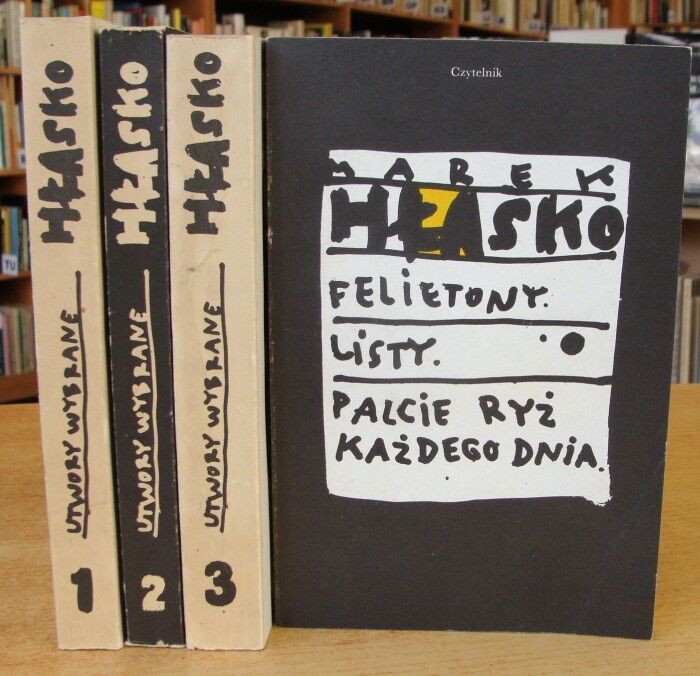 HŁASKO
UTWORY WYBRANE
1
HŁASKO
UTWORY WYBRANE
2
HŁASKO
UTWORY WYBRANE
3
Czytelnik
MAREK
HŁASKO
FELIETONY.
LISTY.
PALCIE RYŻ
KAŻDEGO DNIA.
TU